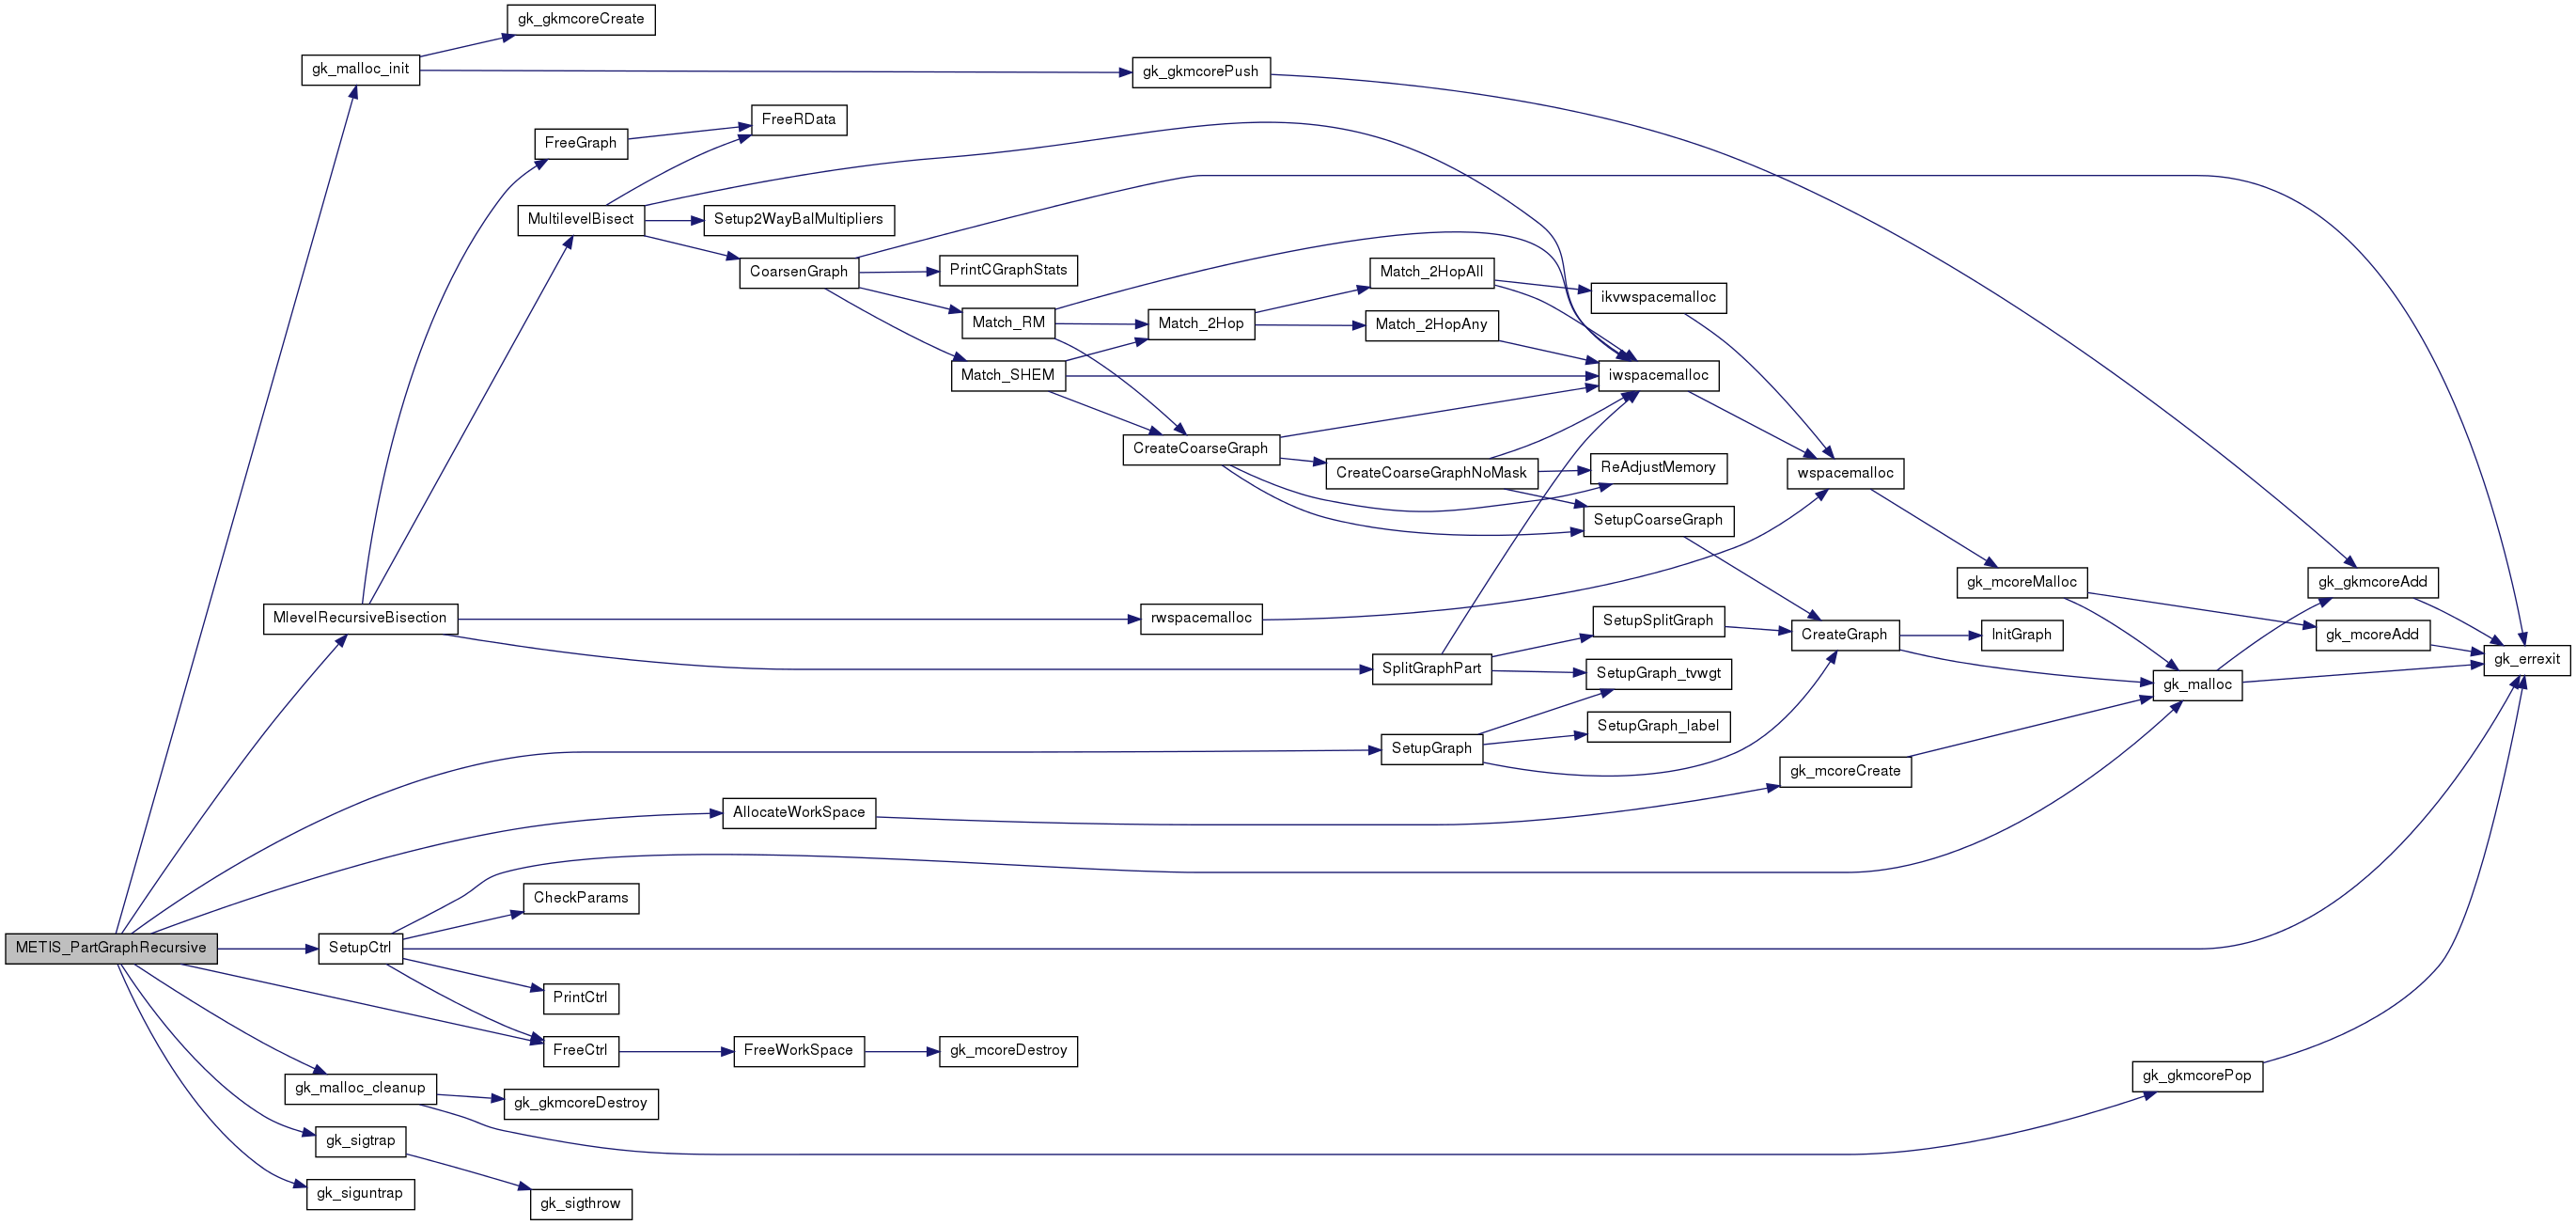 gk_gkmcoreCreate
gk_malloc_init
gk_gkmcorePush
FreeRData
FreeGraph
MultilevelBisect
Setup2WayBalMultipliers
CoarsenGraph
PrintCGraphStats
Match_2HopAll
ikvwspacemalloc
Match_RM
Match_2Hop
Match_2HopAny
Match_SHEM
iwspacemalloc
CreateCoarseGraph
CreateCoarseGraphNoMask
ReAdjustMemory
wspacemalloc
SetupCoarseGraph
gk_mcoreMalloc
gk_gkmcoreAdd
MlevelRecursiveBisection
rwspacemalloc
SetupSplitGraph
CreateGraph
InitGraph
gk_mcoreAdd
SplitGraphPart
SetupGraph_tvwgt
gk_malloc
gk_errexit
SetupGraph
SetupGraph_label
gk_mcoreCreate
AllocateWorkSpace
CheckParams
METIS_PartGraphRecursive
SetupCtrl
PrintCtrl
FreeCtrl
FreeWorkSpace
gk_mcoreDestroy
gk_malloc_cleanup
gk_gkmcoreDestroy
gk_gkmcorePop
gk_sigtrap
gk_siguntrap
gk_sigthrow